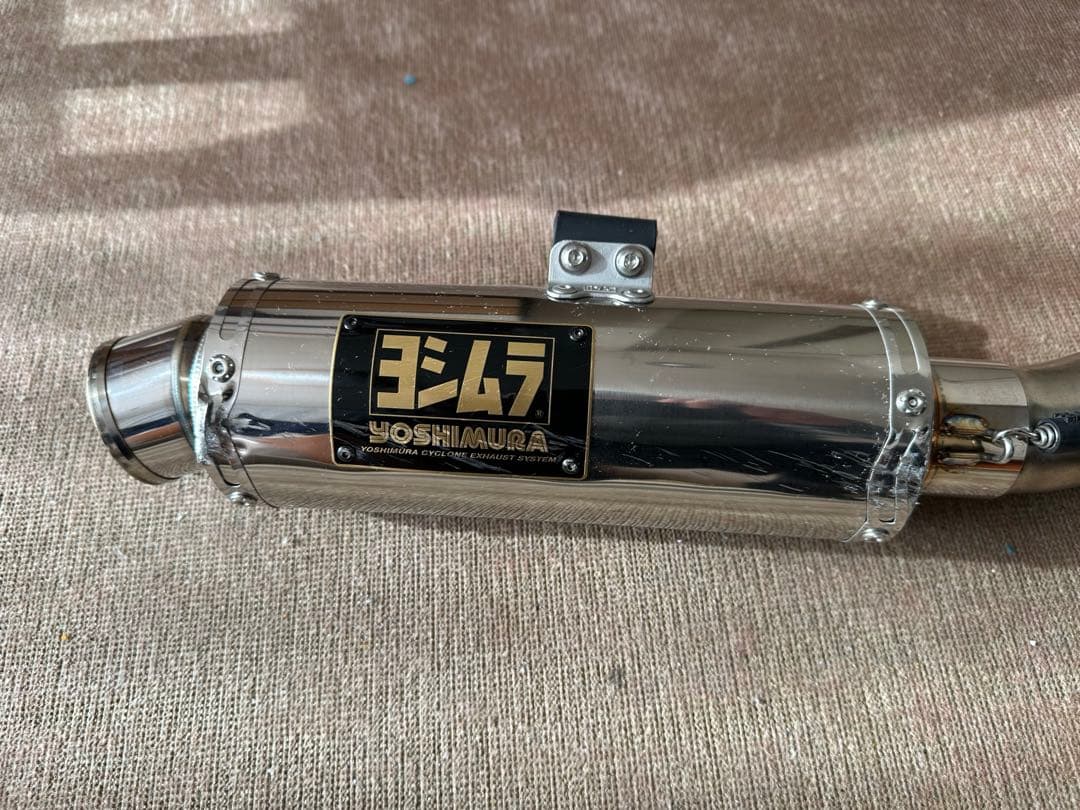 ヨシムラ
®
YOSHIMURA
YOSHIMURA CYCLONE EXHAUST SYSTEM